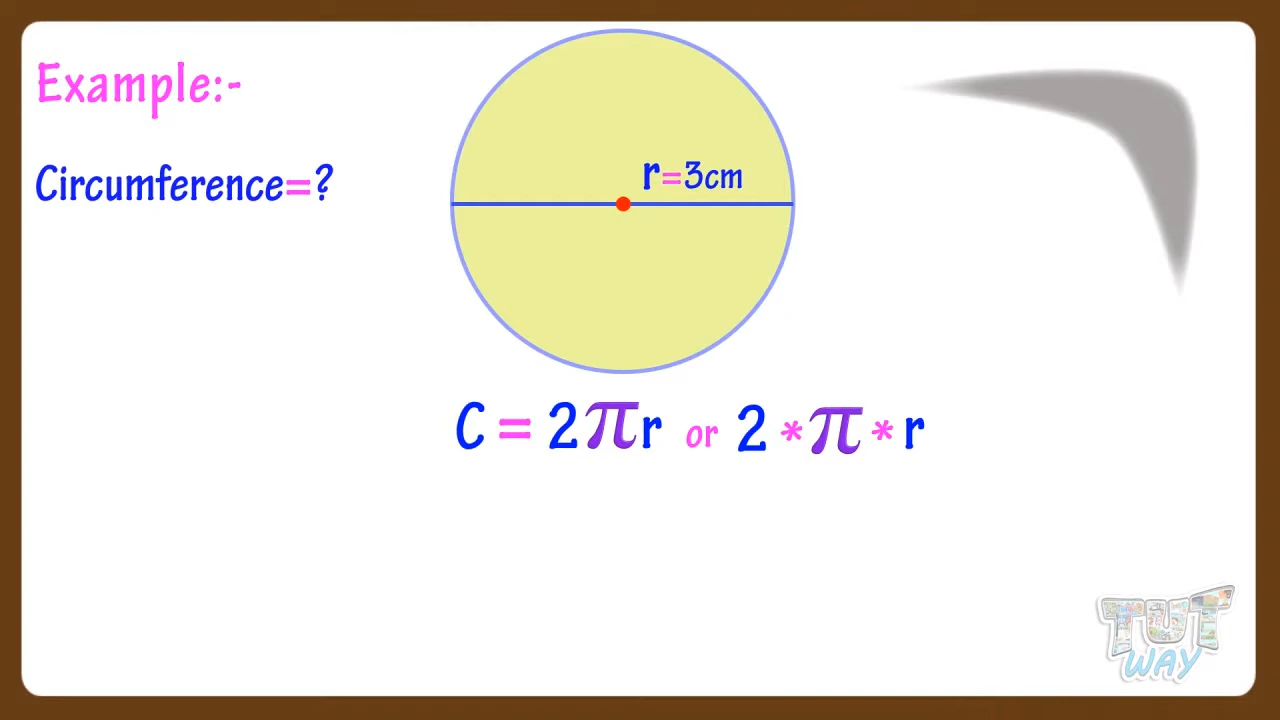 Example:-
Circumference=?
r=3cm
C = 2πr or 2 * π * r
TUT
WAY